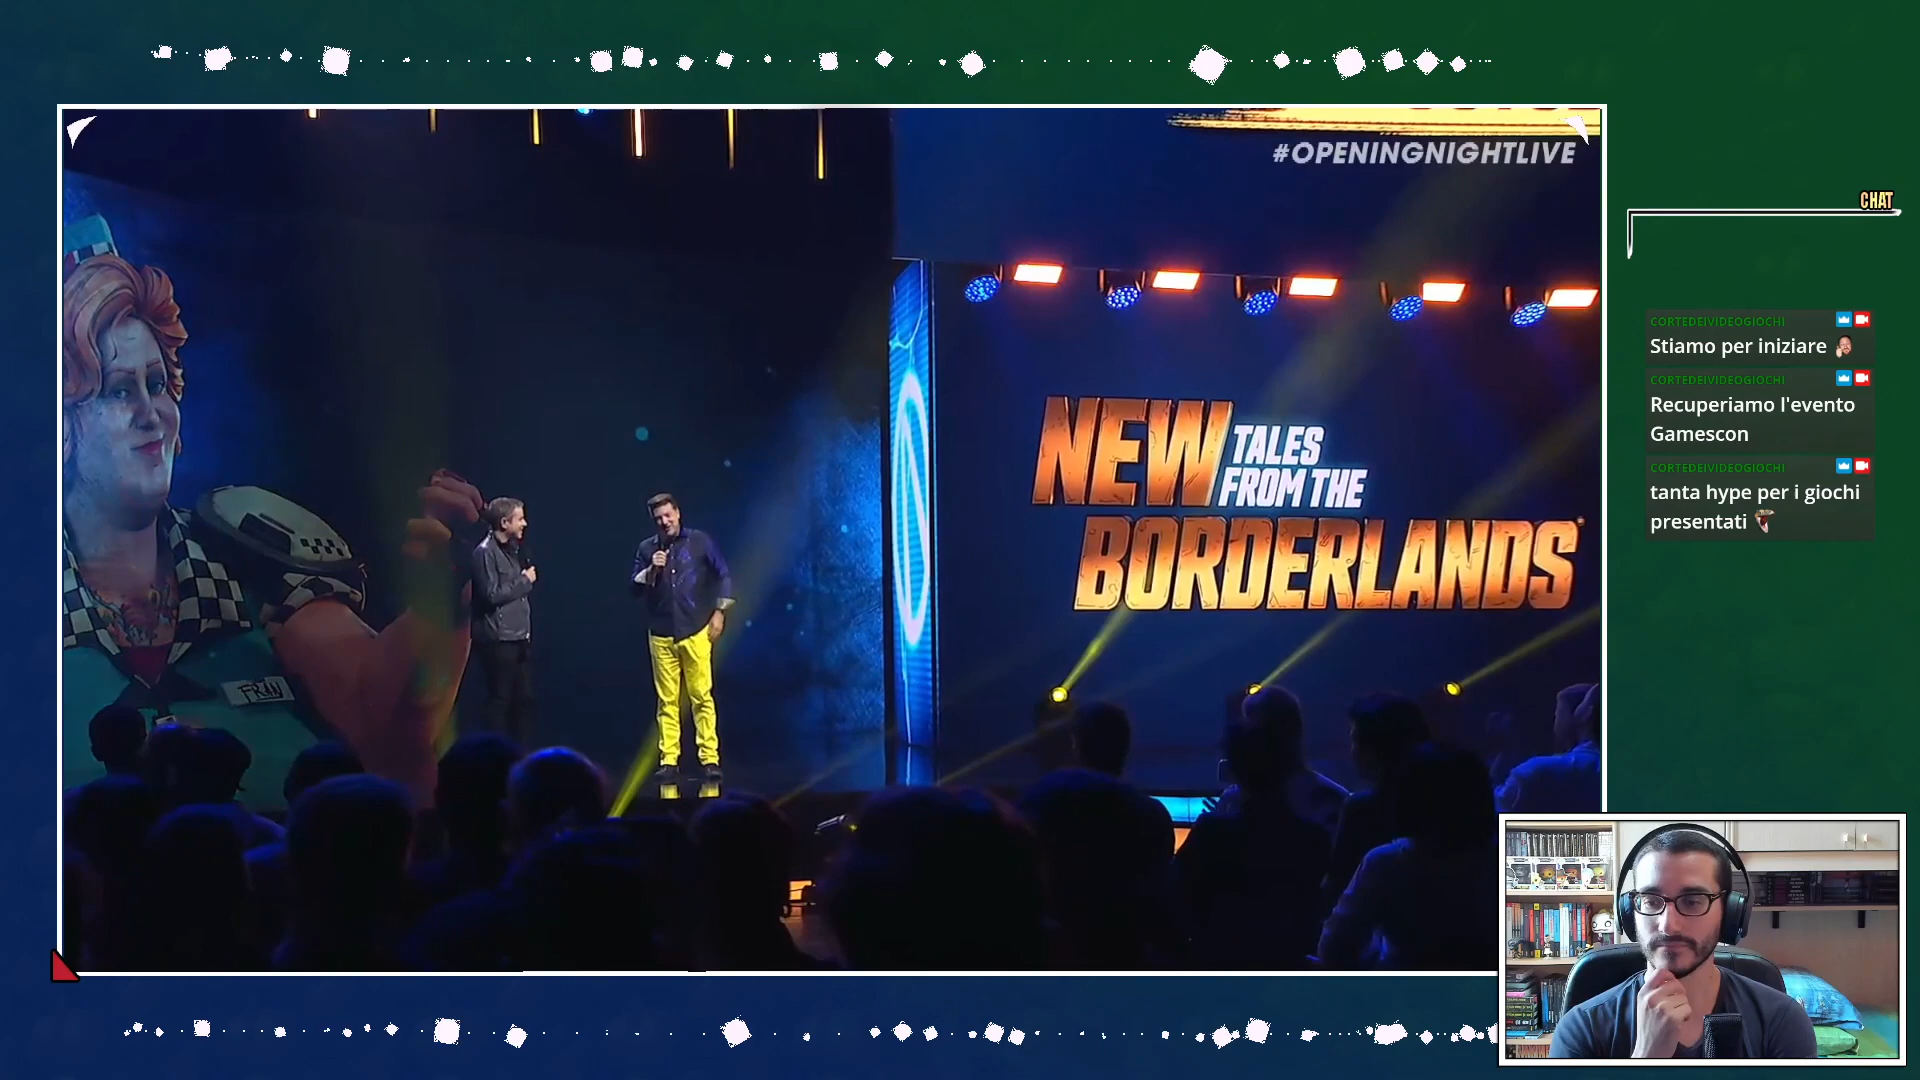 #OPENINGNIGHTLIVE
CHAT
CORTEDEIVIDEOGIOCHI
Stiamo per iniziare
CORTEDEIVIDEOGIOCHI
Recuperiamo l'evento
Gamescon
CORTEDEIVIDEOGIOCHI
tanta hype per i giochi
presentati
NEW TALES
FROM THE
BORDERLANDS
FRAN